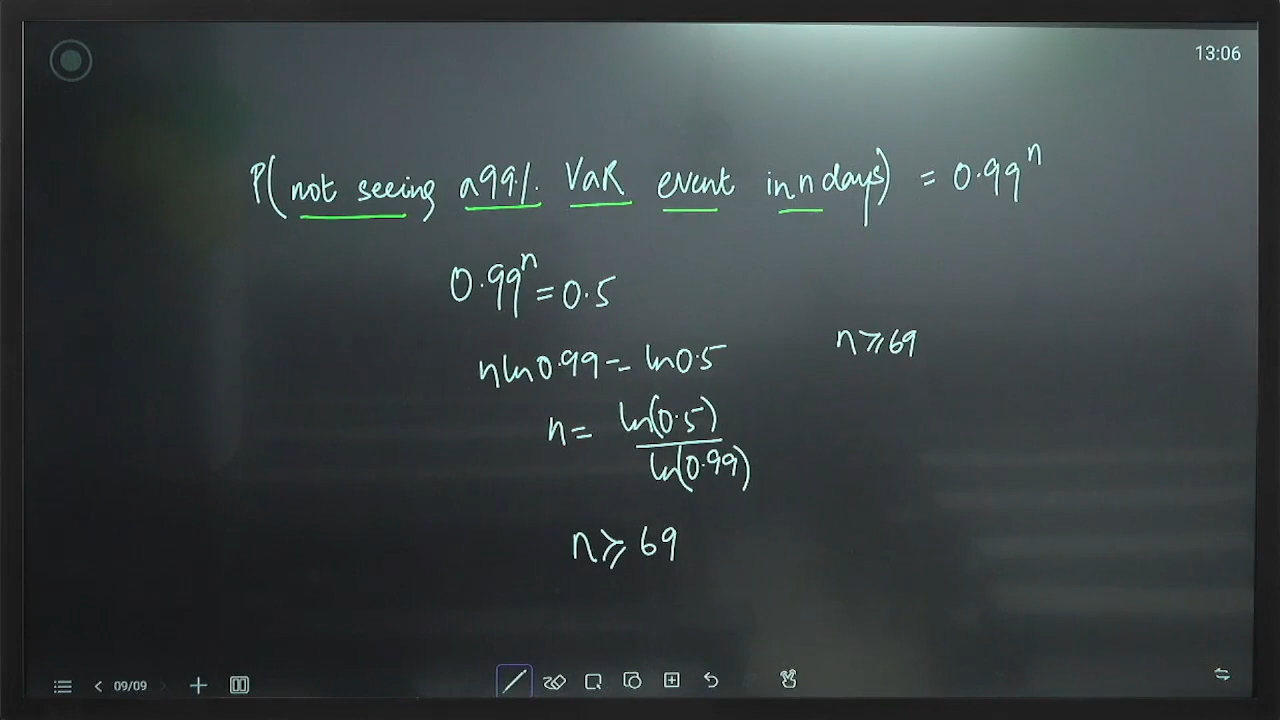 13:06
P(not seeing a 99%. VaR event in n days) = 0.99^n
0.99^n = 0.5
n ln 0.99 = ln 0.5
n ⩾ 69
n = ln(0.5) / ln(0.99)
n ⩾ 69
09/09